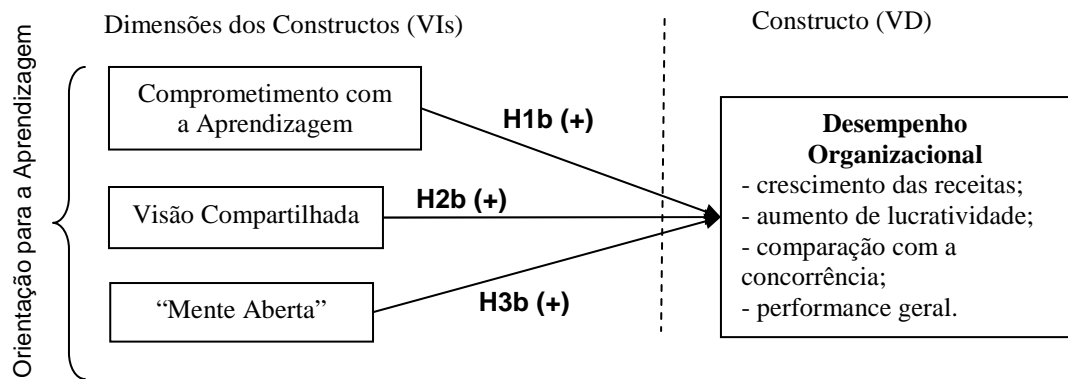 Dimensões dos Constructos (VIs)
Constructo (VD)
Orientação para a Aprendizagem
Comprometimento com
a Aprendizagem
H1b (+)
Visão Compartilhada
H2b (+)
“Mente Aberta”
H3b (+)
Desempenho
Organizacional
- crescimento das receitas;
- aumento de lucratividade;
- comparação com a
concorrência;
- performance geral.